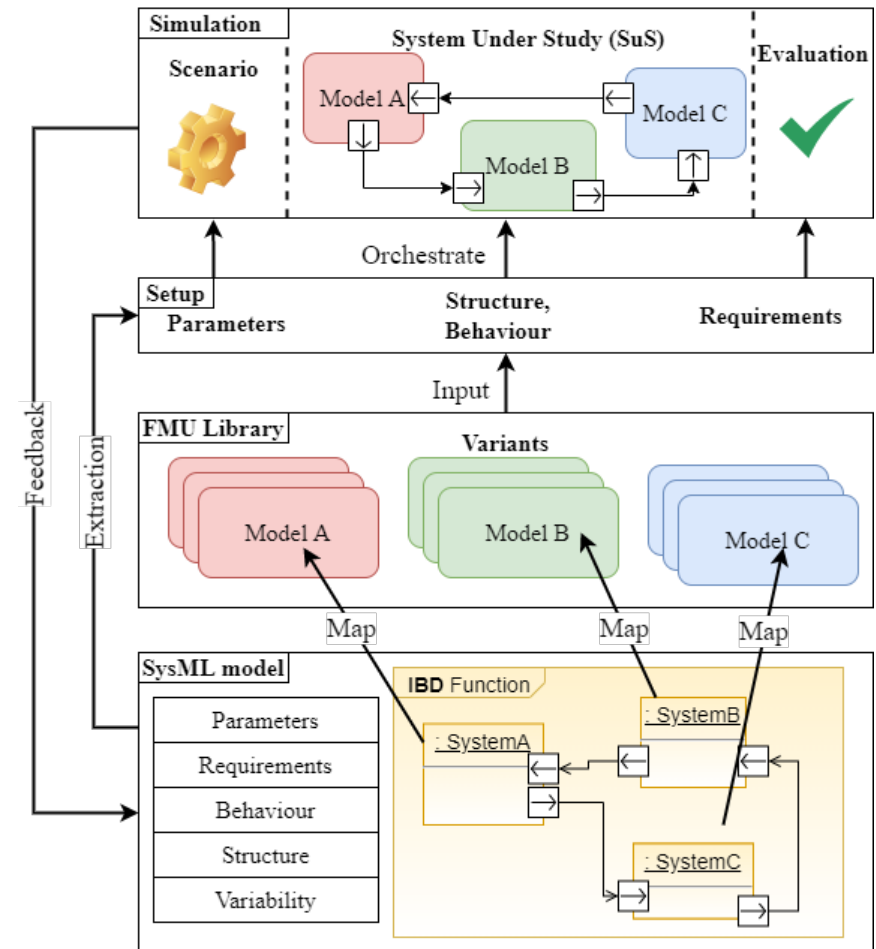 Simulation
Scenario
System Under Study (SuS)
Evaluation
Model A
Model B
Model C
Orchestrate
Setup
Parameters
Structure,
Behaviour
Requirements
Input
Feedback
Extraction
FMU Library
Variants
Model A
Model B
Model C
Map
Map
Map
SysML model
Parameters
Requirements
Behaviour
Structure
Variability
IBD Function
: SystemA
: SystemB
: SystemC